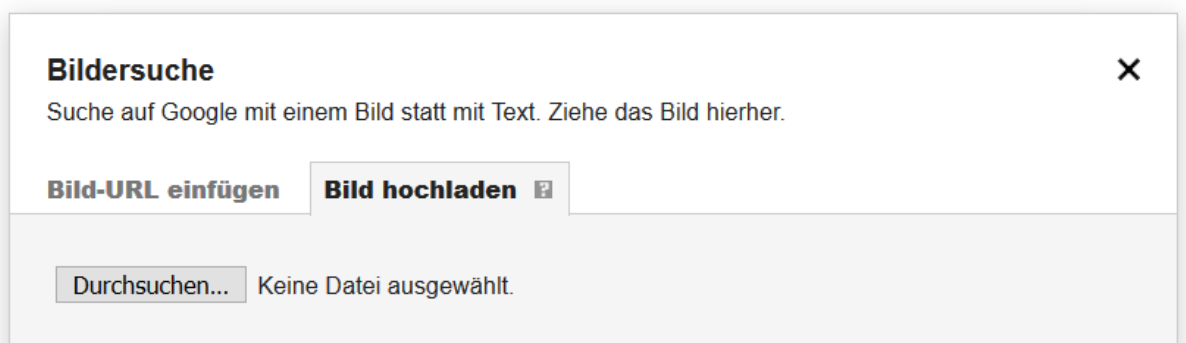 Bildersuche
Suche auf Google mit einem Bild statt mit Text. Ziehe das Bild hierher.
Bild-URL einfügen
Bild hochladen ?
Durchsuchen... Keine Datei ausgewählt.